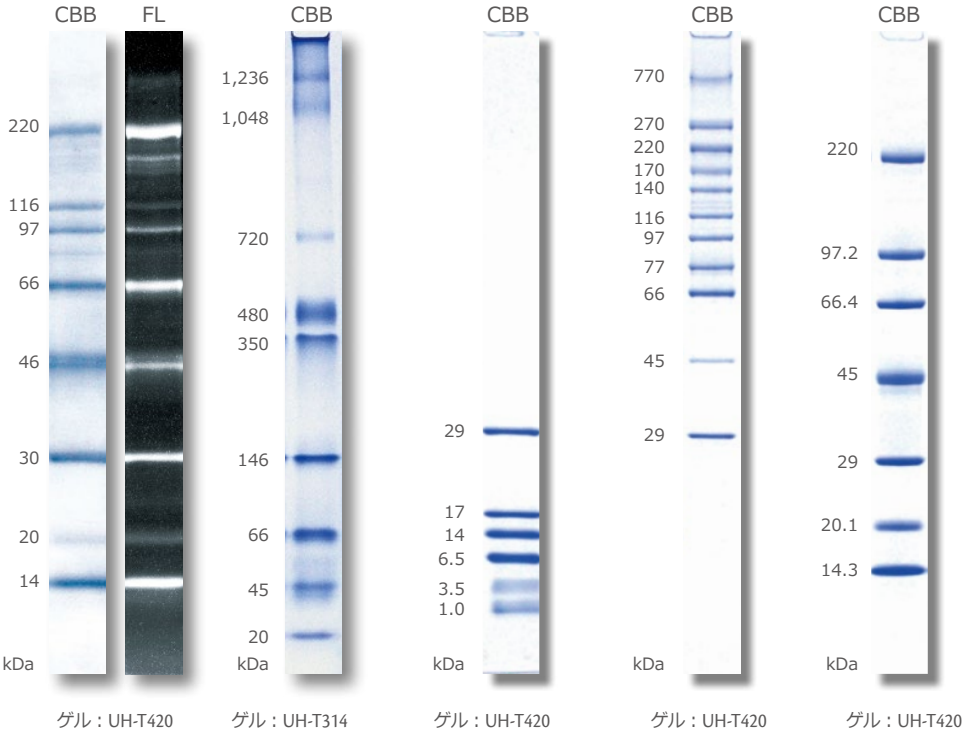 CBB FL
220
116
97
66
46
30
20
14
kDa
ゲル : UH-T420
CBB
1,236
1,048
720
480
350
146
66
45
20
kDa
ゲル : UH-T314
CBB
29
17
14
6.5
3.5
1.0
kDa
ゲル : UH-T420
CBB
770
270
220
170
140
116
97
77
66
45
29
kDa
ゲル : UH-T420
CBB
220
97.2
66.4
45
29
20.1
14.3
kDa
ゲル : UH-T420